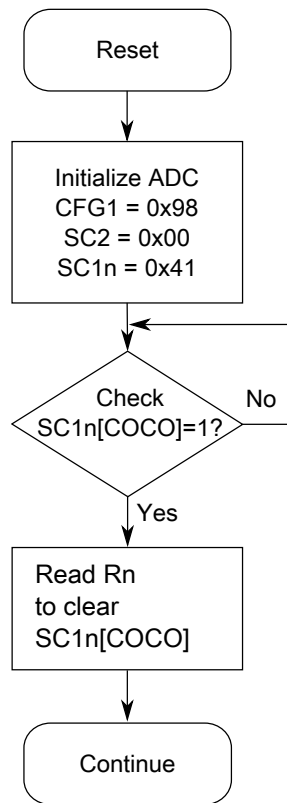 Reset
Initialize ADC
CFG1 = 0x98
SC2 = 0x00
SC1n = 0x41
Check
SC1n[COCO]=1?
No
Yes
Read Rn
to clear
SC1n[COCO]
Continue